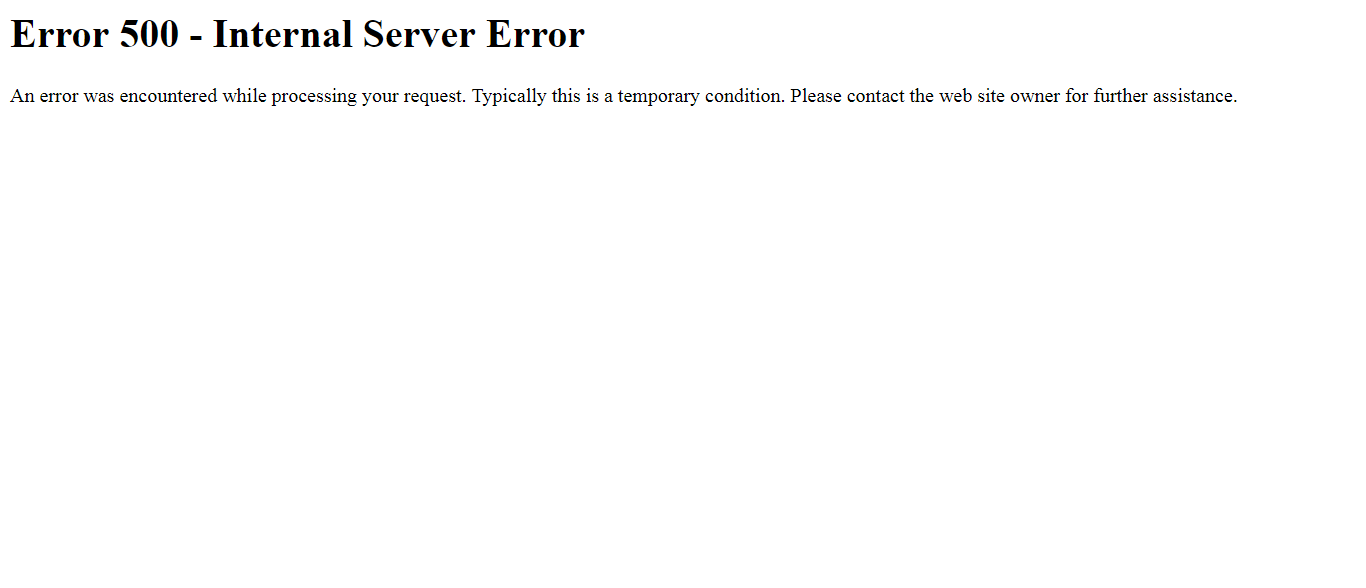 Error 500 - Internal Server Error
An error was encountered while processing your request. Typically this is a temporary condition. Please contact the web site owner for further assistance.